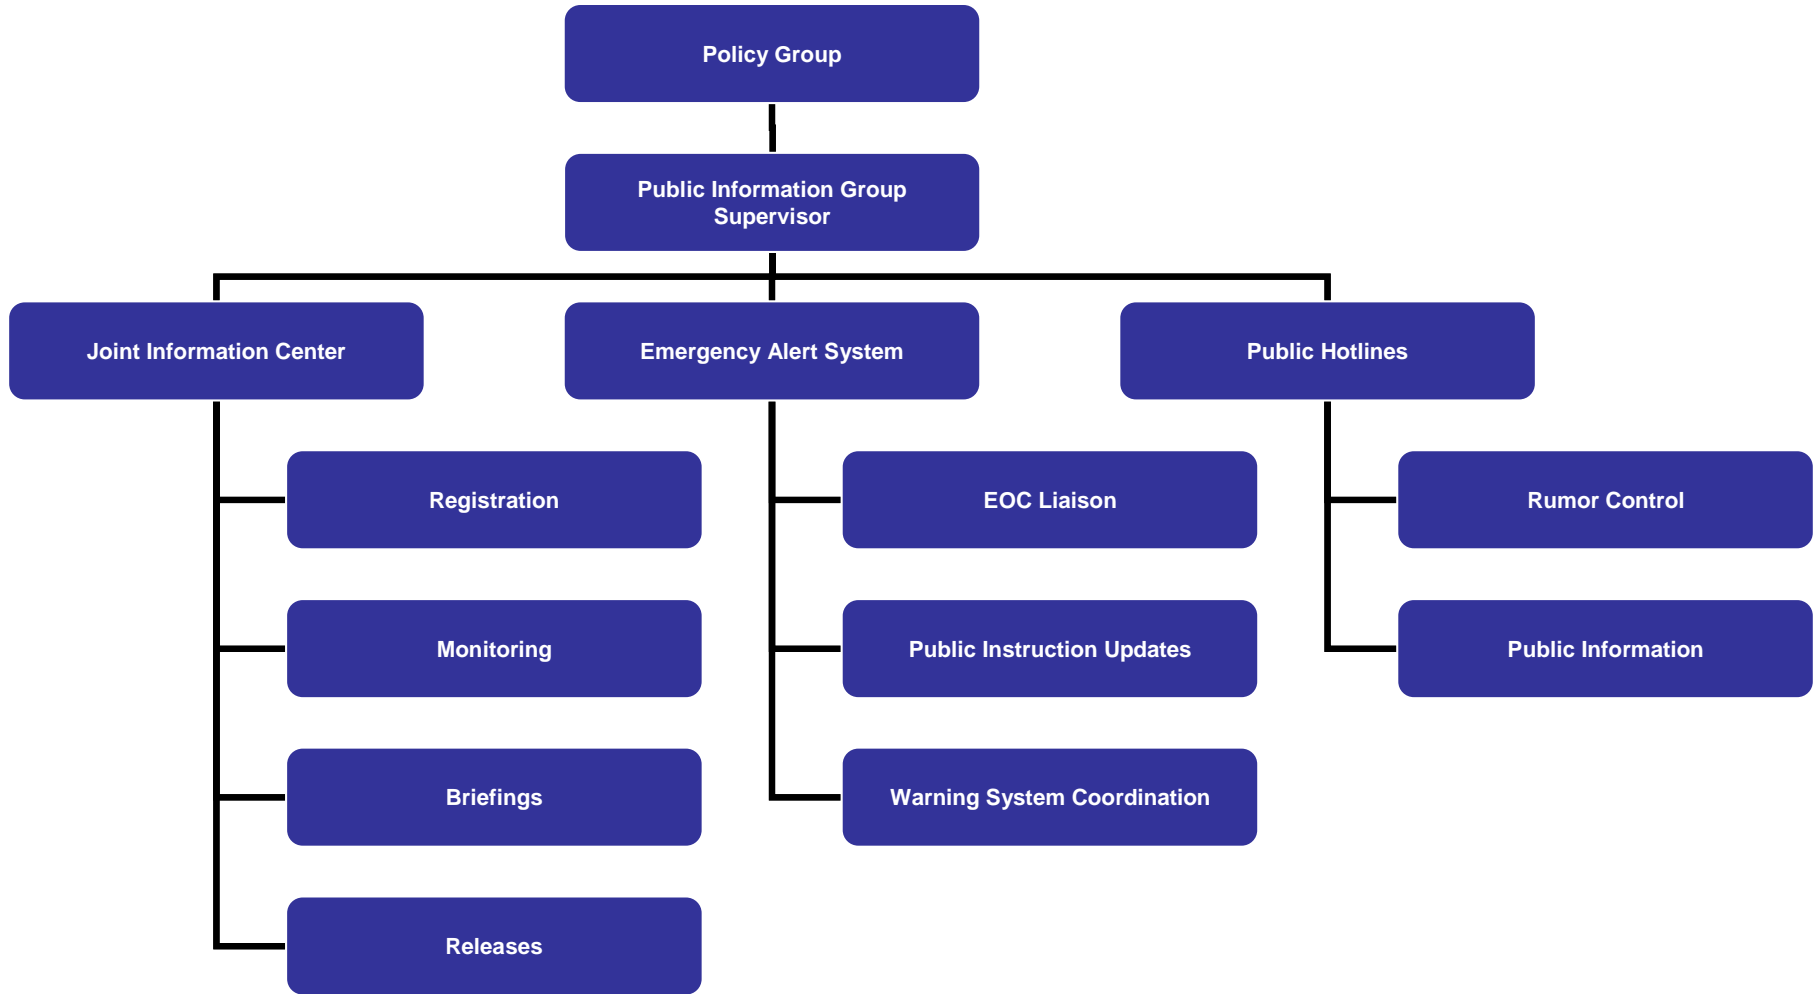 Policy Group
Public Information Group
Supervisor
Joint Information Center
Emergency Alert System
Public Hotlines
Registration
EOC Liaison
Rumor Control
Monitoring
Public Instruction Updates
Public Information
Briefings
Warning System Coordination
Releases